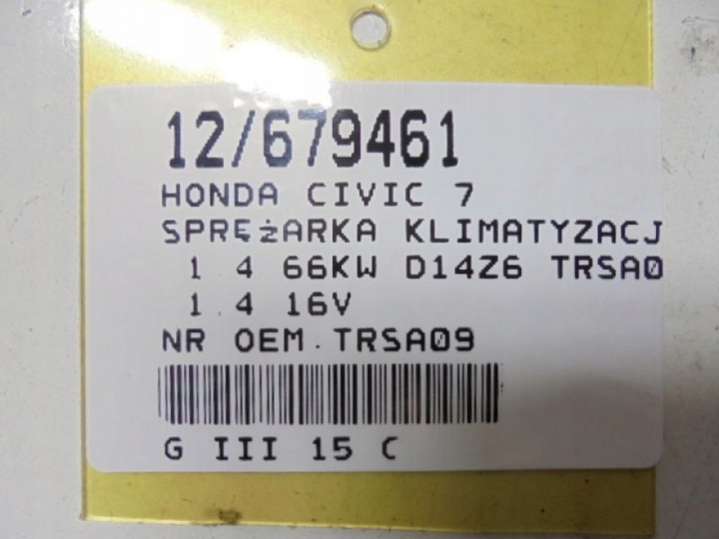 12/679461
HONDA CIVIC 7
SPRĘżARKA KLIMATYZACJ
1.4 66KW D14Z6 TRSA0
1.4 16V
NR OEM.TRSA09
G III 15 C